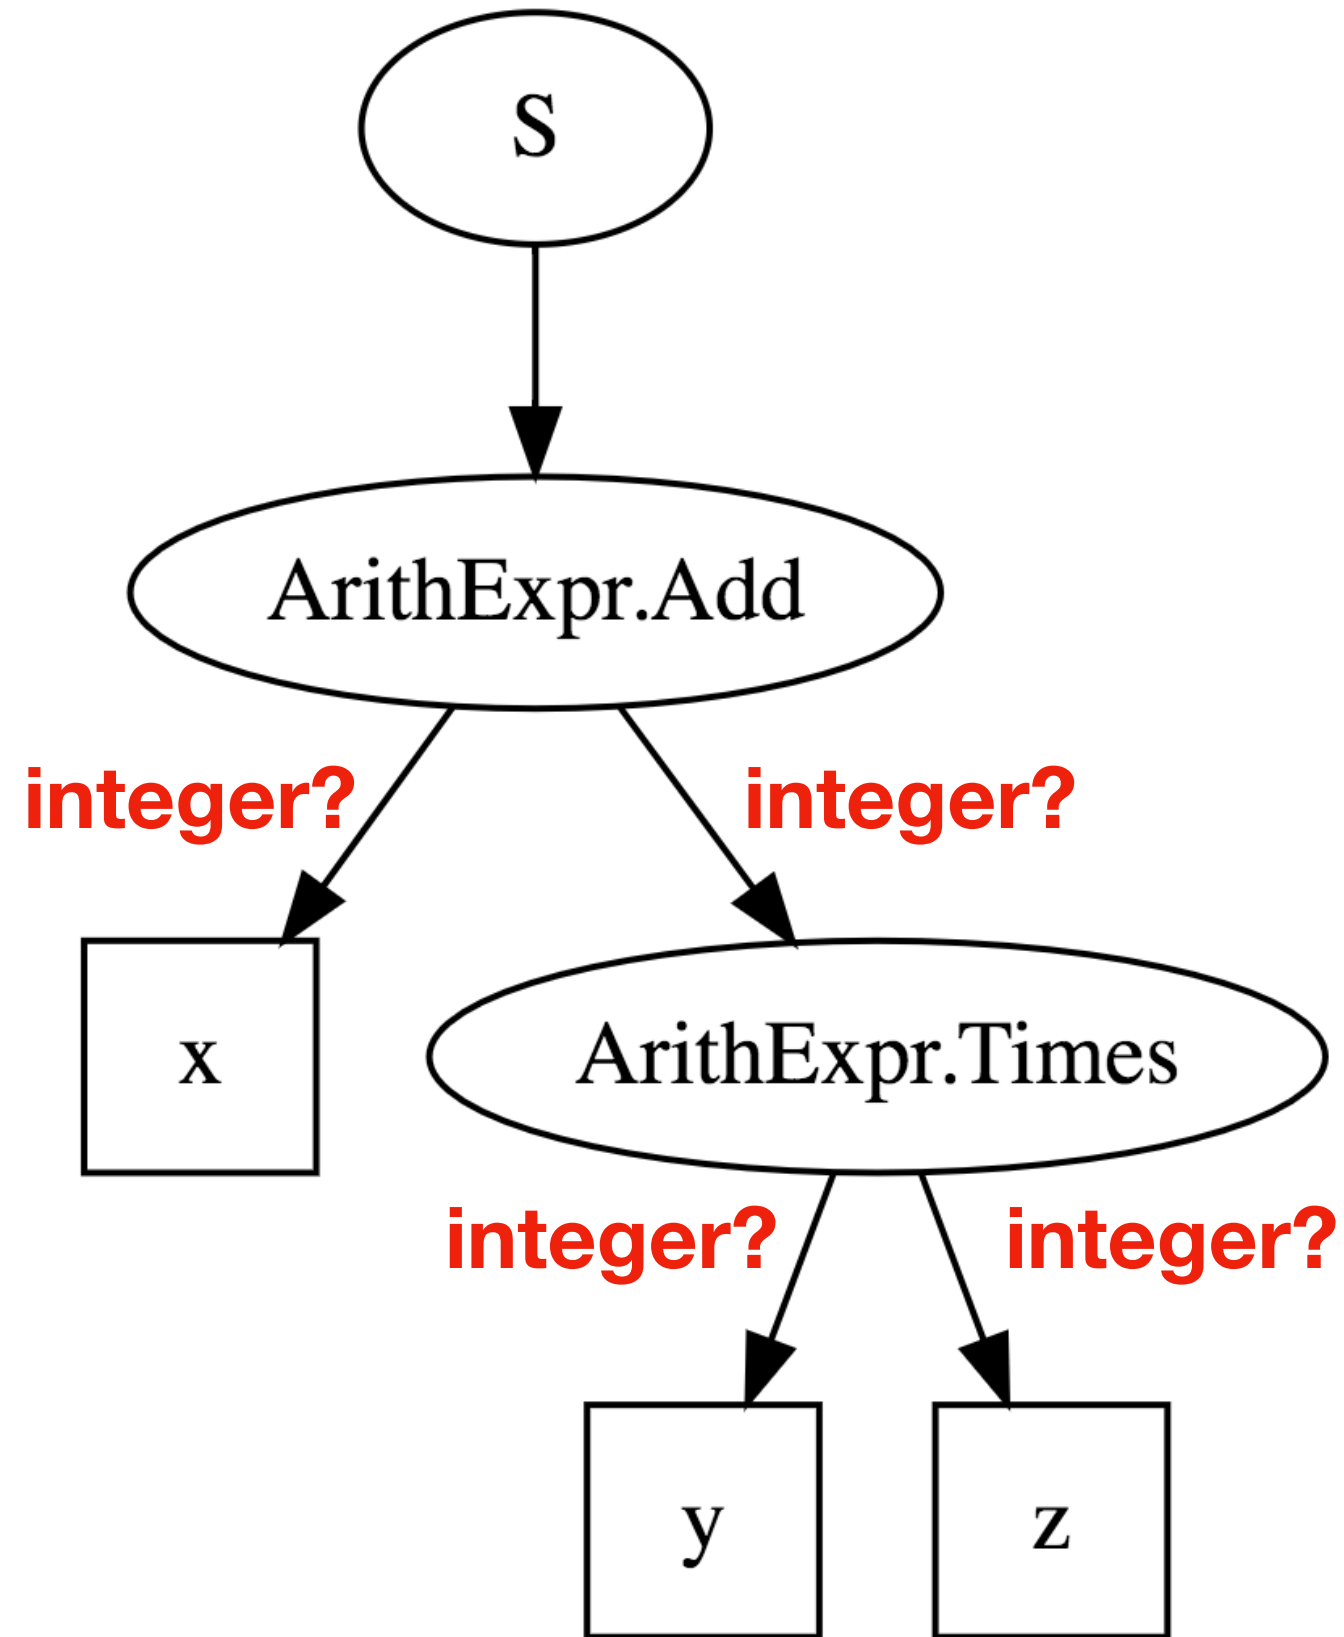 S
ArithExpr.Add
integer?
integer?
x
ArithExpr.Times
integer?
integer?
y
z